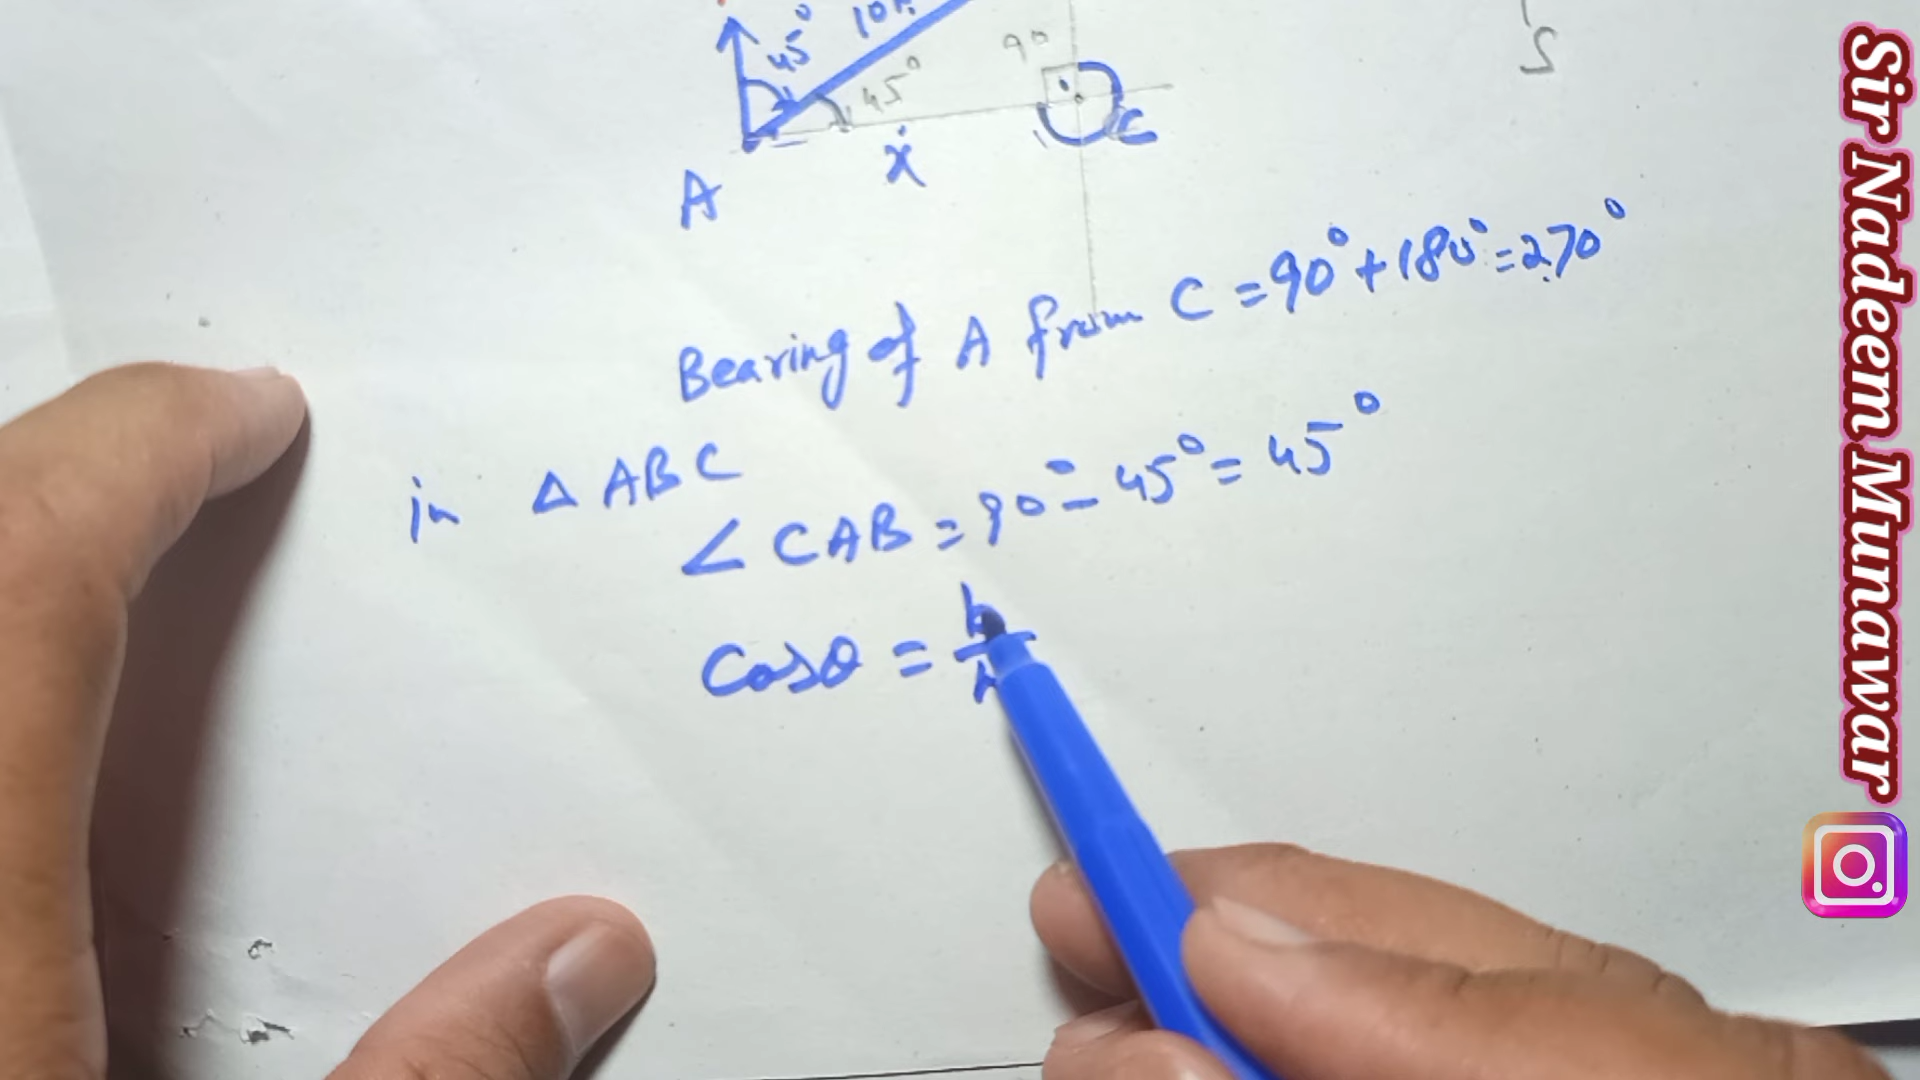 45° 10
45° 90°
x C
A
Bearing of A from C = 90° + 180° = 270°
in Δ ABC
∠ CAB = 90° - 45° = 45°
Cosθ =
Sir Nadeem Munawar